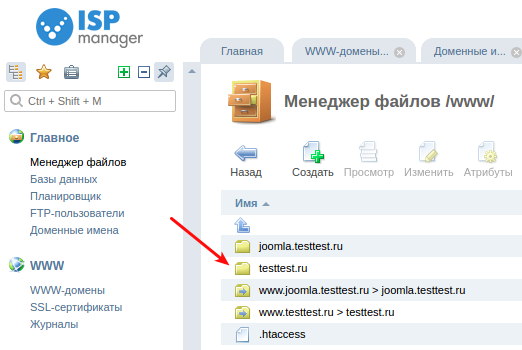 ISP
manager
Главная
WWW-домены...
Доменные и...
Ctrl + Shift + M
Менеджер файлов /www/
Главное
Менеджер файлов
Базы данных
Планировщик
FTP-пользователи
Доменные имена
WWW
WWW-домены
SSL-сертификаты
Журналы
Назад
Создать
Просмотр
Изменить
Атрибуты
Имя
joomla.testtest.ru
testtest.ru
www.joomla.testtest.ru > joomla.testtest.ru
www.testtest.ru > testtest.ru
.htaccess